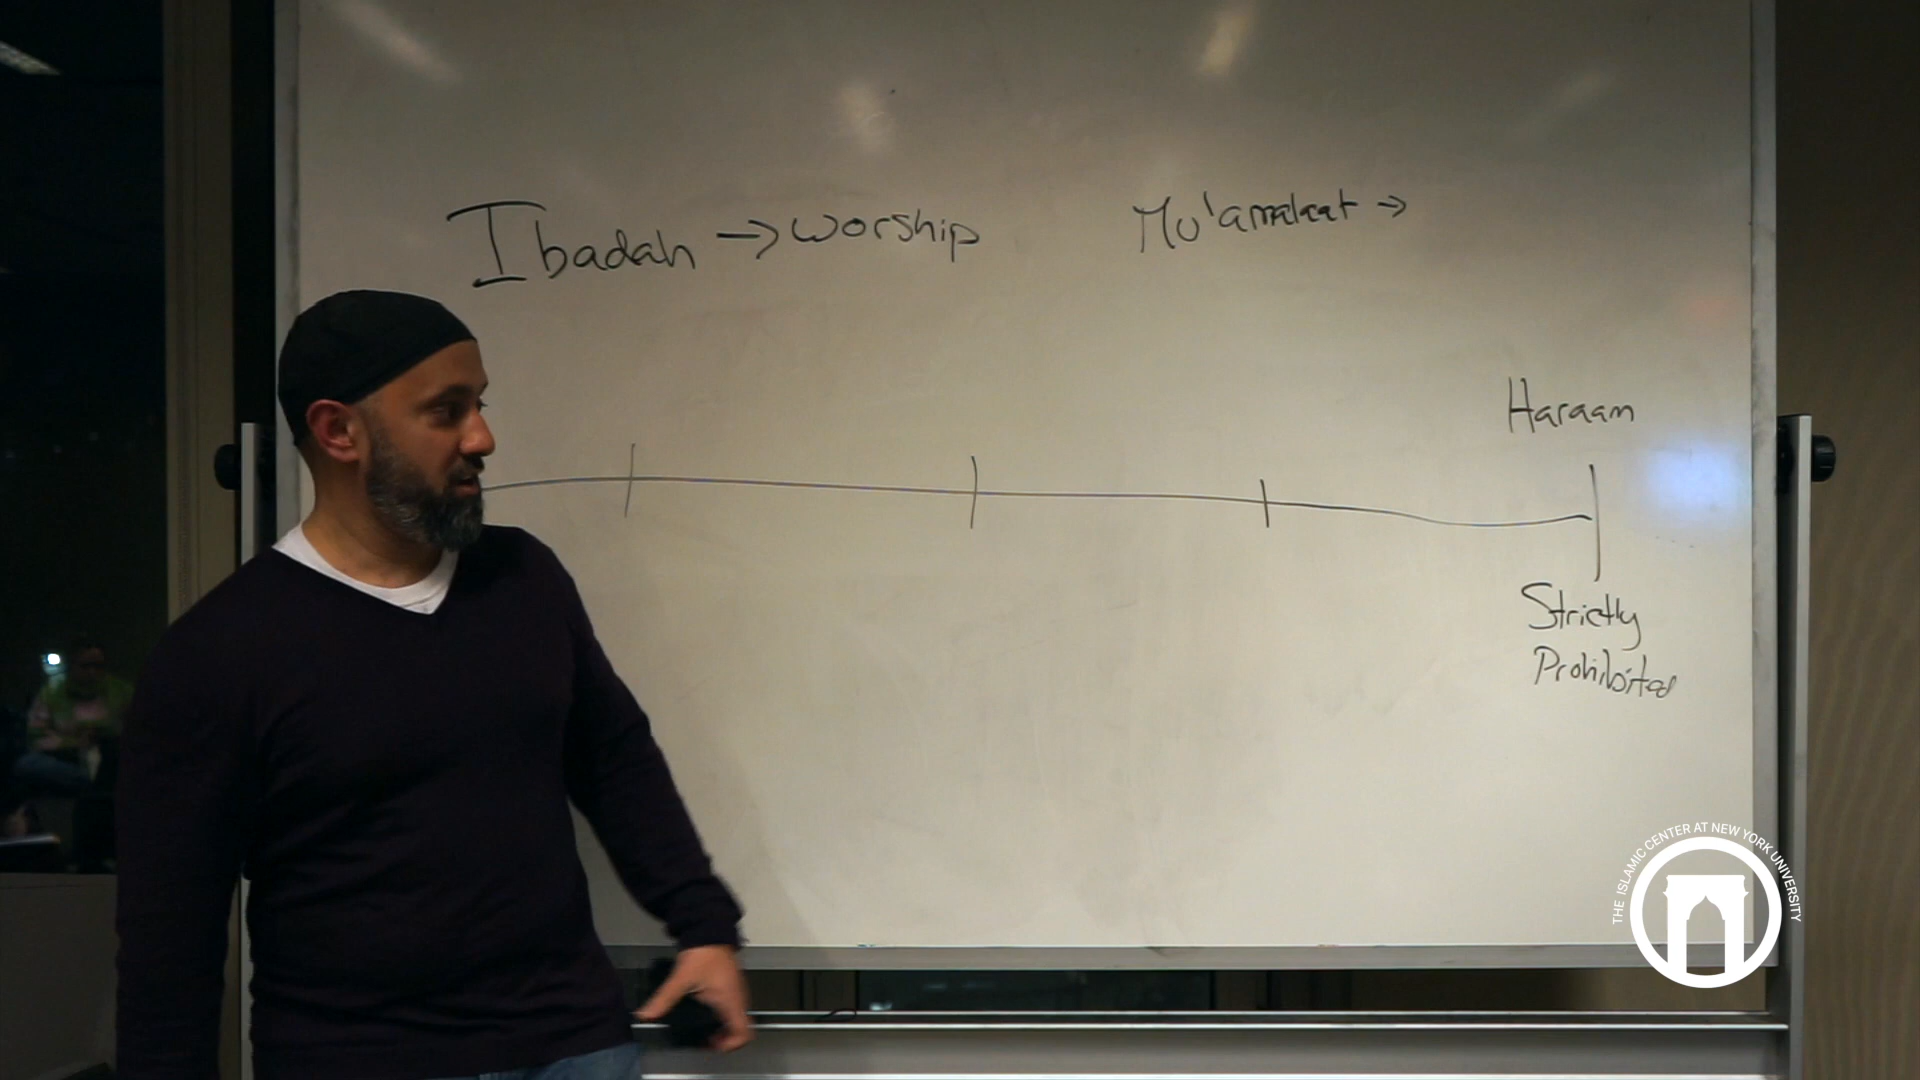 Ibadah → worship
Mu'amalaat →
Haraam
Strictly
Prohibited
THE ISLAMIC CENTER AT NEW YORK UNIVERSITY